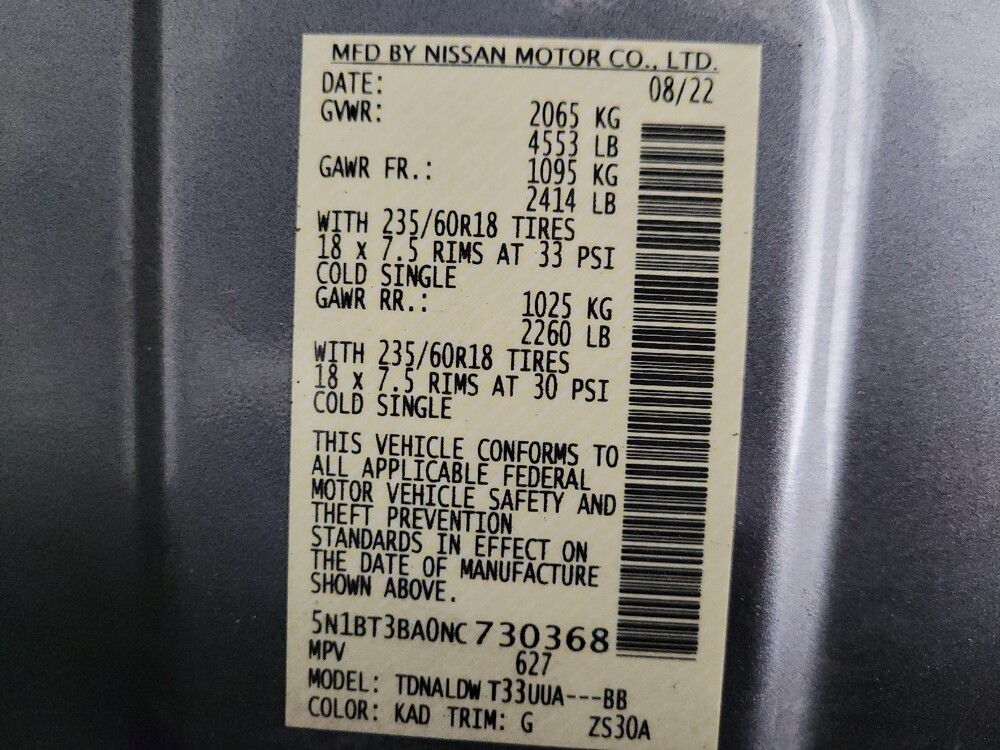 MFD BY NISSAN MOTOR CO., LTD.
DATE: 08/22
GVWR: 2065 KG
4553 LB
GAWR FR.: 1095 KG
2414 LB
WITH 235/60R18 TIRES
18 x 7.5 RIMS AT 33 PSI
COLD SINGLE
GAWR RR.: 1025 KG
2260 LB
WITH 235/60R18 TIRES
18 x 7.5 RIMS AT 30 PSI
COLD SINGLE
THIS VEHICLE CONFORMS TO
ALL APPLICABLE FEDERAL
MOTOR VEHICLE SAFETY AND
THEFT PREVENTION
STANDARDS IN EFFECT ON
THE DATE OF MANUFACTURE
SHOWN ABOVE.
5N1BT3BA0NC730368
MPV 627
MODEL: TDNALDW T33UUA---BB
COLOR: KAD TRIM: G ZS30A